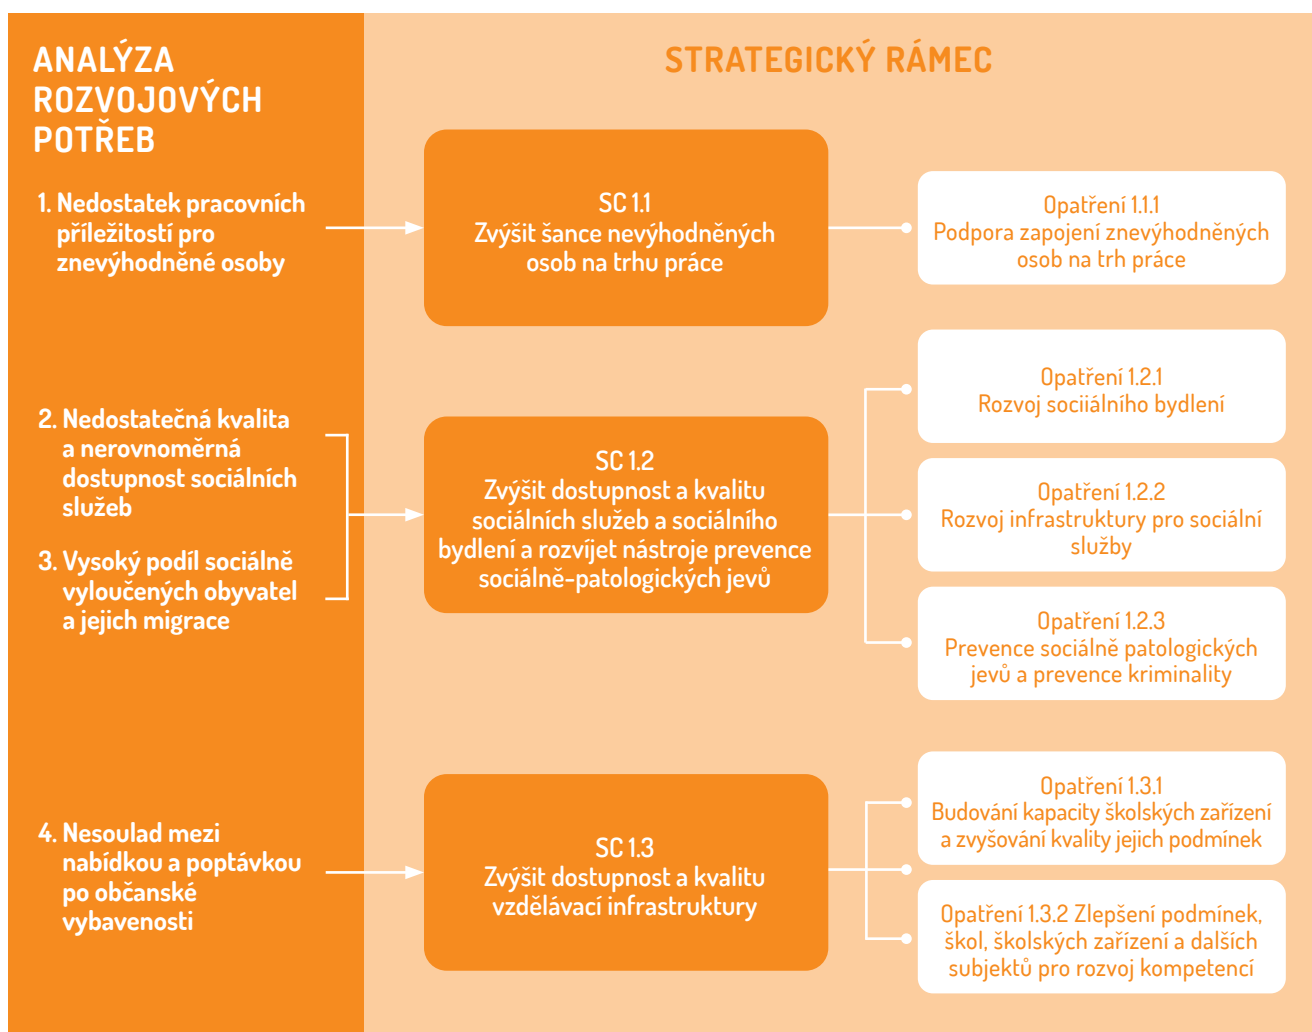 ANALÝZA
ROZVOJOVÝCH
POTŘEB
STRATEGICKÝ RÁMEC
1. Nedostatek pracovních
příležitostí pro
znevýhodněné osoby
SC 1.1
Zvýšit šance nevýhodněných
osob na trhu práce
Opatření 1.1.1
Podpora zapojení znevýhodněných
osob na trh práce
2. Nedostatečná kvalita
a nerovnoměrná
dostupnost sociálních
služeb
3. Vysoký podíl sociálně
vyloučených obyvatel
a jejich migrace
SC 1.2
Zvýšit dostupnost a kvalitu
sociálních služeb a sociálního
bydlení a rozvíjet nástroje prevence
sociálně-patologických jevů
Opatření 1.2.1
Rozvoj sociiálního bydlení
Opatření 1.2.2
Rozvoj infrastruktury pro sociální
služby
Opatření 1.2.3
Prevence sociálně patologických
jevů a prevence kriminality
4. Nesoulad mezi
nabídkou a poptávkou
po občanské
vybavenosti
SC 1.3
Zvýšit dostupnost a kvalitu
vzdělávací infrastruktury
Opatření 1.3.1
Budování kapacity školských zařízení
a zvyšování kvality jejich podmínek
Opatření 1.3.2 Zlepšení podmínek,
škol, školských zařízení a dalších
subjektů pro rozvoj kompetencí